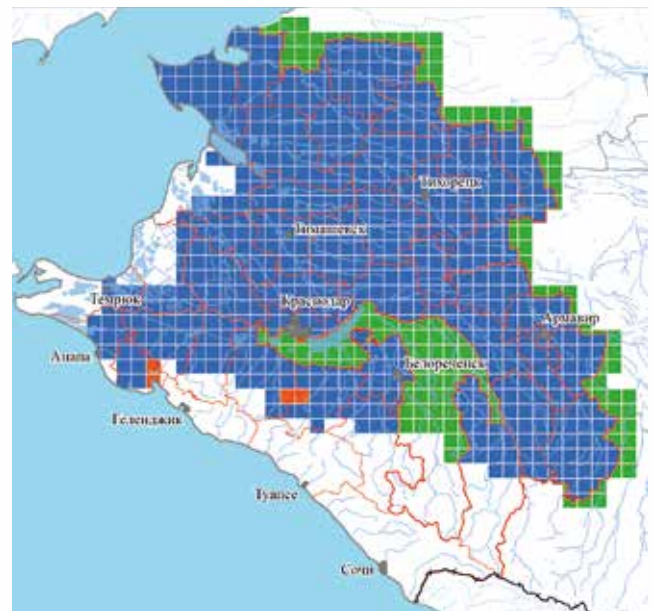 Тихорецк
Тимашевск
Темрюк
Краснодар
Армавир
Анапа
Белореченск
Геленджик
Туапсе
Сочи